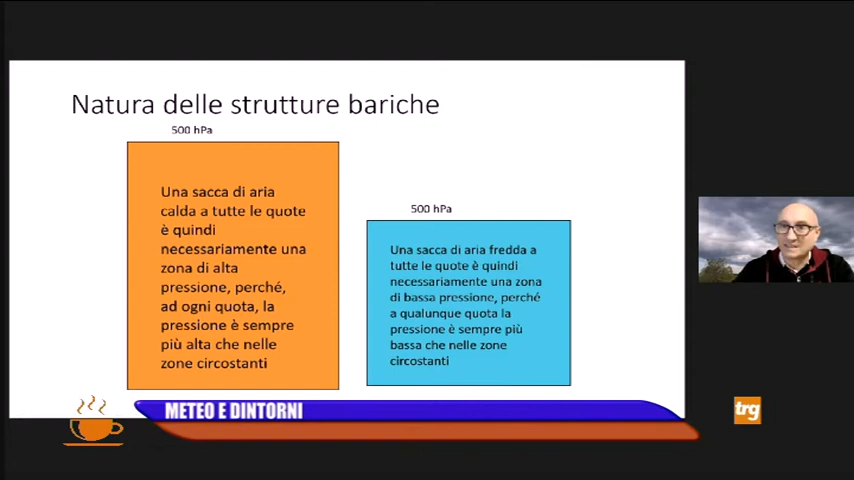 Natura delle strutture bariche
500 hPa
Una sacca di aria
calda a tutte le quote
è quindi
necessariamente una
zona di alta
pressione, perché,
ad ogni quota, la
pressione è sempre
più alta che nelle
zone circostanti
500 hPa
Una sacca di aria fredda a
tutte le quote è quindi
necessariamente una zona
di bassa pressione, perché
a qualunque quota la
pressione è sempre più
bassa che nelle zone
circostanti
METEO E DINTORNI
trg